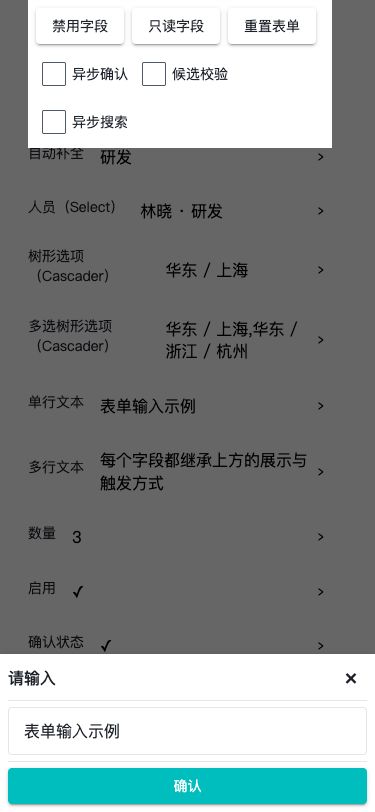 禁用字段 只读字段 重置表单
异步确认 候选校验
异步搜索
自动补全 研发
人员（Select） 林晓 · 研发
树形选项
（Cascader） 华东 / 上海
多选树形选项 华东 / 上海,华东 /
（Cascader） 浙江 / 杭州
单行文本 表单输入示例
多行文本 每个字段都继承上方的展示与
触发方式
数量 3
启用 ✓
确认状态 ✓
请输入 ×
表单输入示例
确认